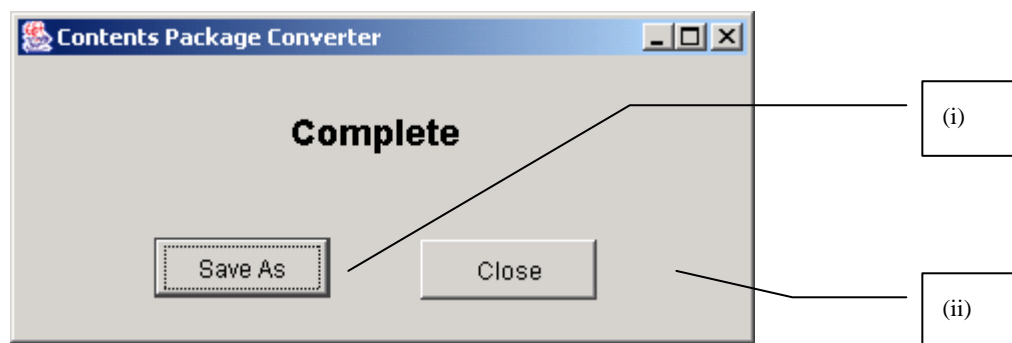 Contents Package Converter
(i)
Complete
Save As
Close
(ii)